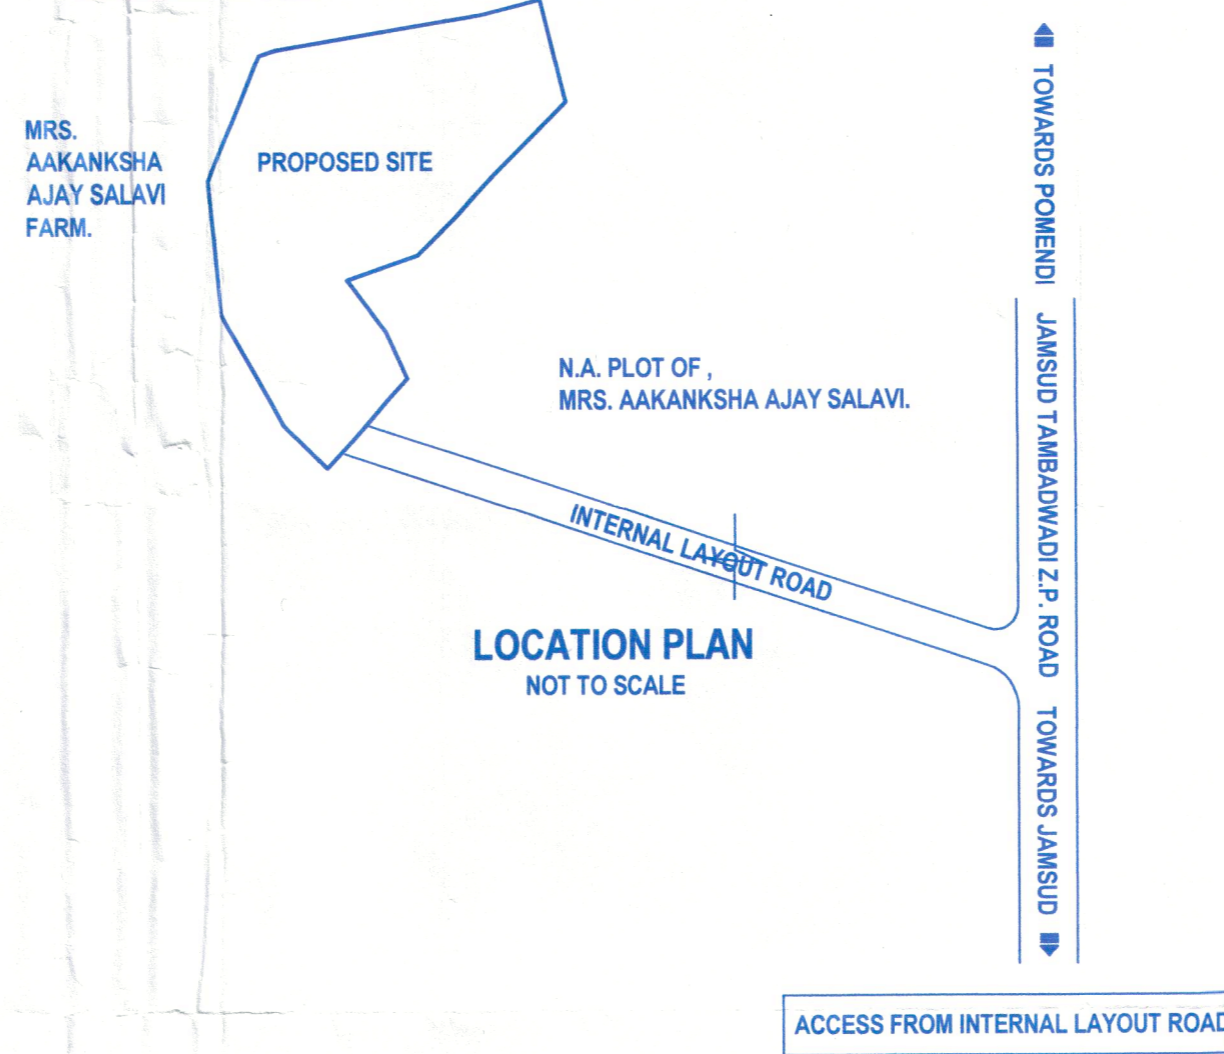 MRS.
AAKANKSHA
AJAY SALAVI
FARM.
PROPOSED SITE
TOWARDS POMENDI
JAMSUD TAMBADWADI Z.P. ROAD
TOWARDS JAMSUD
N.A. PLOT OF ,
MRS. AAKANKSHA AJAY SALAVI.
INTERNAL LAYOUT ROAD
LOCATION PLAN
NOT TO SCALE
ACCESS FROM INTERNAL LAYOUT ROAD